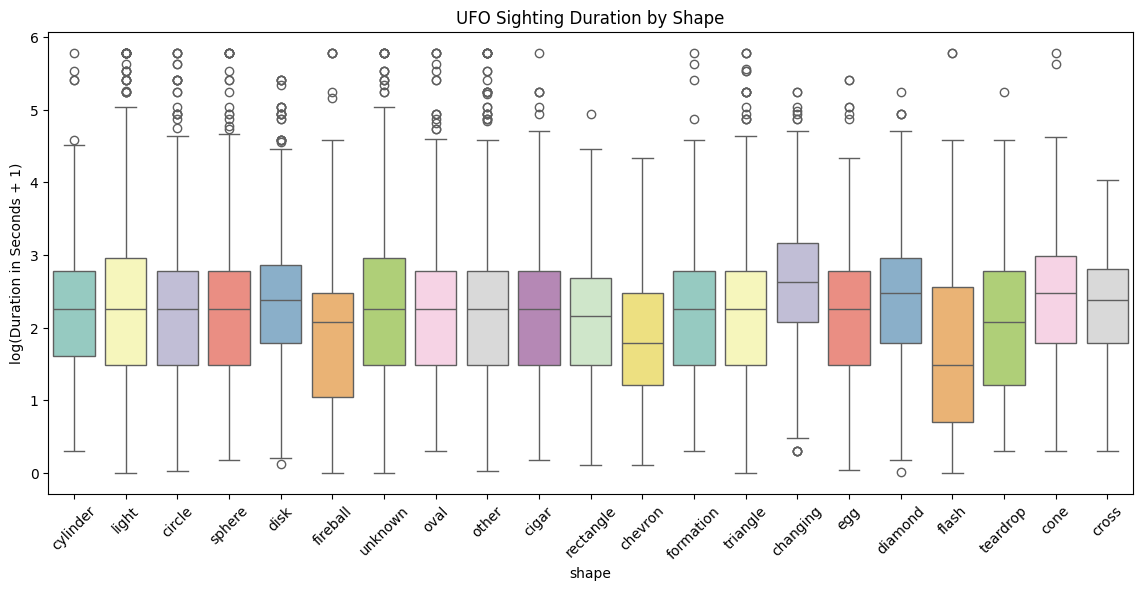 UFO Sighting Duration by Shape
log(Duration in Seconds + 1)
6
5
4
3
2
1
0
cylinder
light
circle
sphere
disk
fireball
unknown
oval
other
cigar
rectangle
chevron
formation
triangle
changing
egg
diamond
flash
teardrop
cone
cross
shape